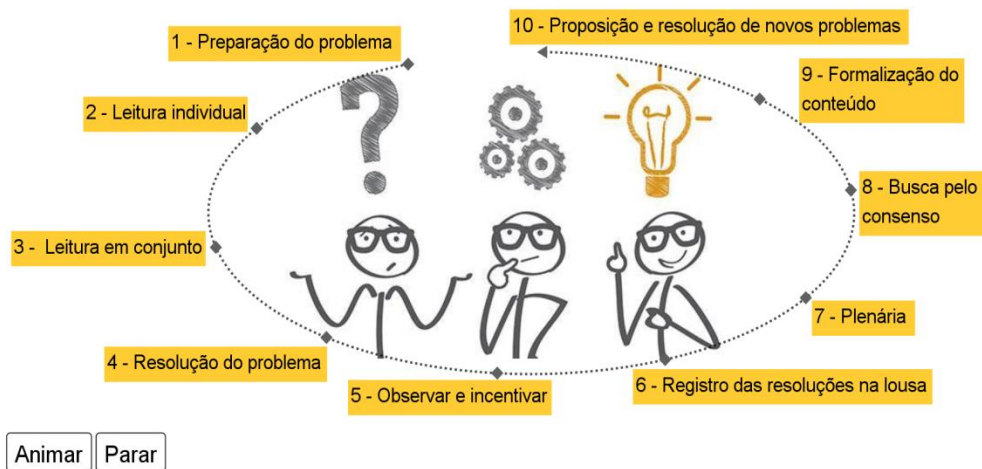 1 - Preparação do problema
2 - Leitura individual
3 - Leitura em conjunto
4 - Resolução do problema
5 - Observar e incentivar
6 - Registro das resoluções na lousa
7 - Plenária
8 - Busca pelo
consenso
9 - Formalização do
conteúdo
10 - Proposição e resolução de novos problemas
Animar
Parar